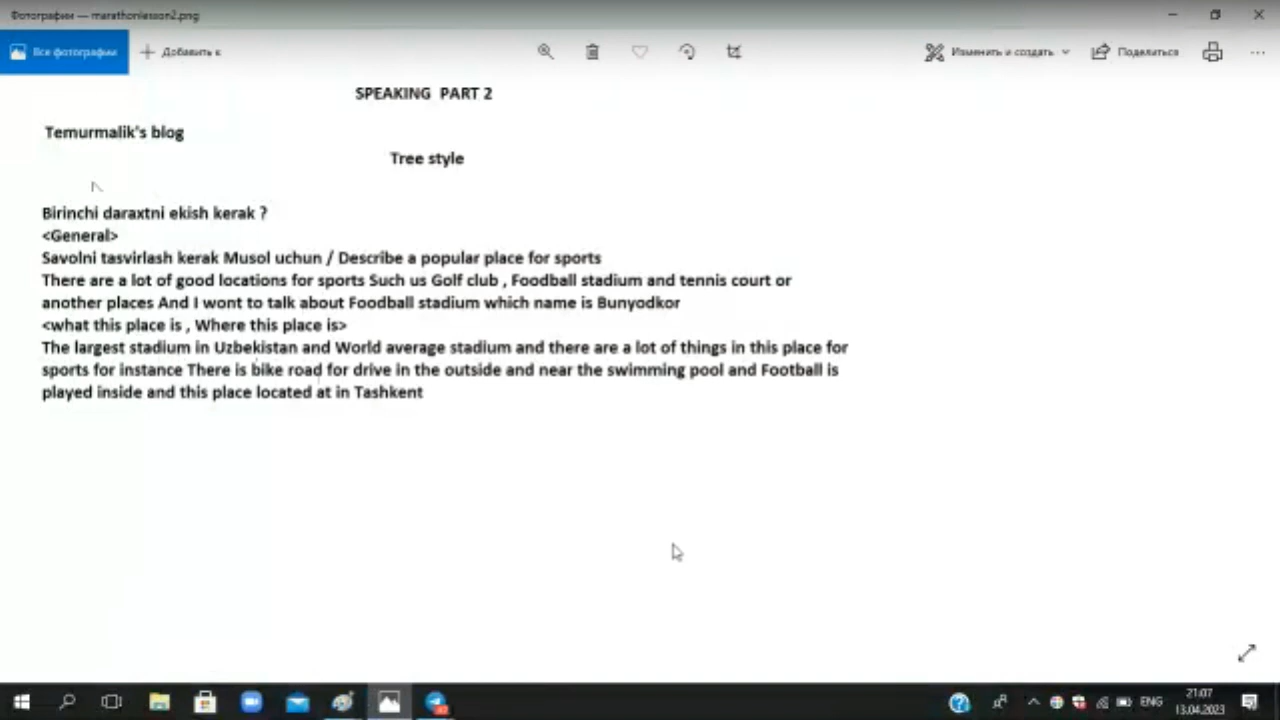 Фотографии — marathonlesson2.png
Все фотографии
Добавить к
Изменить и создать
Поделиться
SPEAKING PART 2
Temurmalik's blog
Tree style
Birinchi daraxtni ekish kerak ?
<General>
Savolni tasvirlash kerak Musol uchun / Describe a popular place for sports
There are a lot of good locations for sports Such us Golf club , Foodball stadium and tennis court or
another places And I wont to talk about Foodball stadium which name is Bunyodkor
<what this place is , Where this place is>
The largest stadium in Uzbekistan and World average stadium and there are a lot of things in this place for
sports for instance There is bike road for drive in the outside and near the swimming pool and Football is
played inside and this place located at in Tashkent
ENG
21:07
13.04.2023